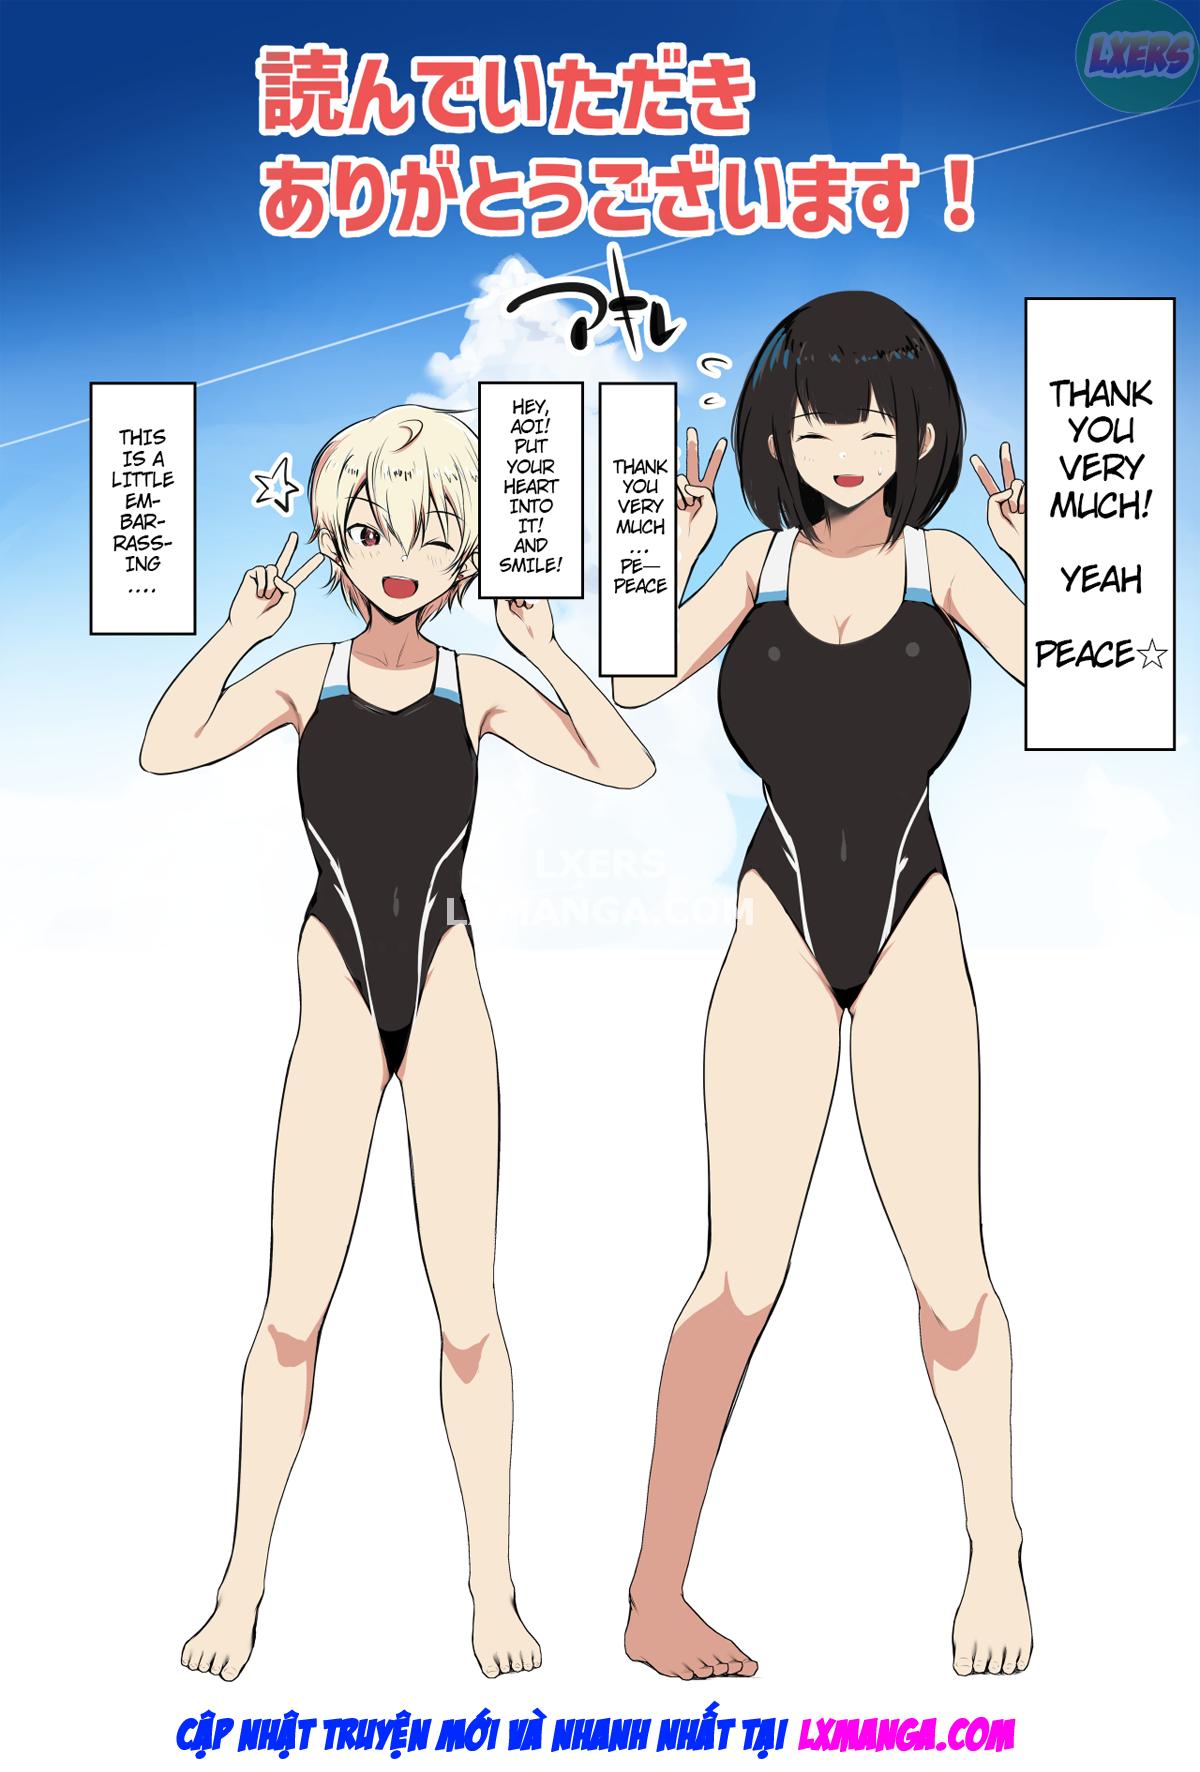 LXERS
読んでいただき
ありがとうございます！
アキル
THANK
YOU
VERY
MUCH!
YEAH
PEACE☆
THANK
YOU
VERY
MUCH
...
PE—
PEACE
HEY,
AOI!
PUT
YOUR
HEART
INTO
IT!
AND
SMILE!
THIS
IS A
LITTLE
EM-
BAR-
RASS-
ING
....
LXERS
LXMANGA.COM
CẬP NHẬT TRUYỆN MỚI VÀ NHANH NHẤT TẠI LXMANGA.COM